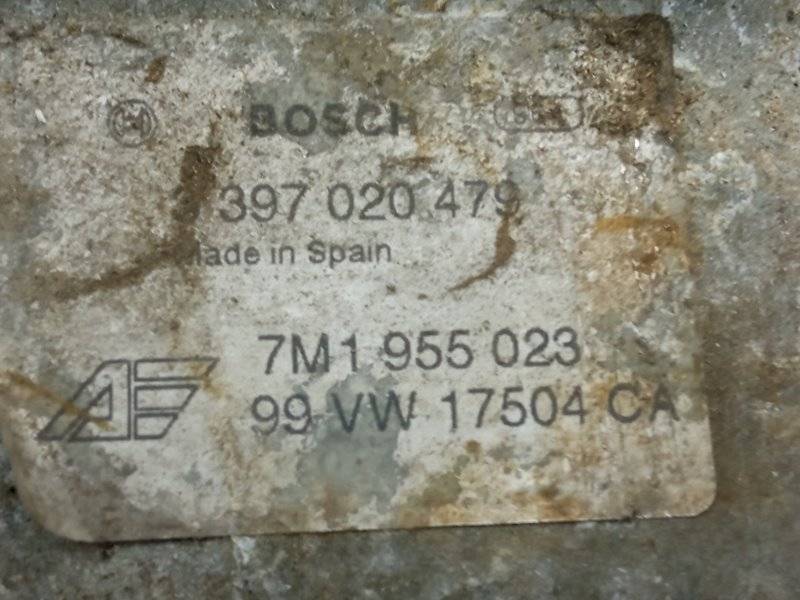 BOSCH
397 020 479
Made in Spain
7M1 955 023
99 VW 17504 CA